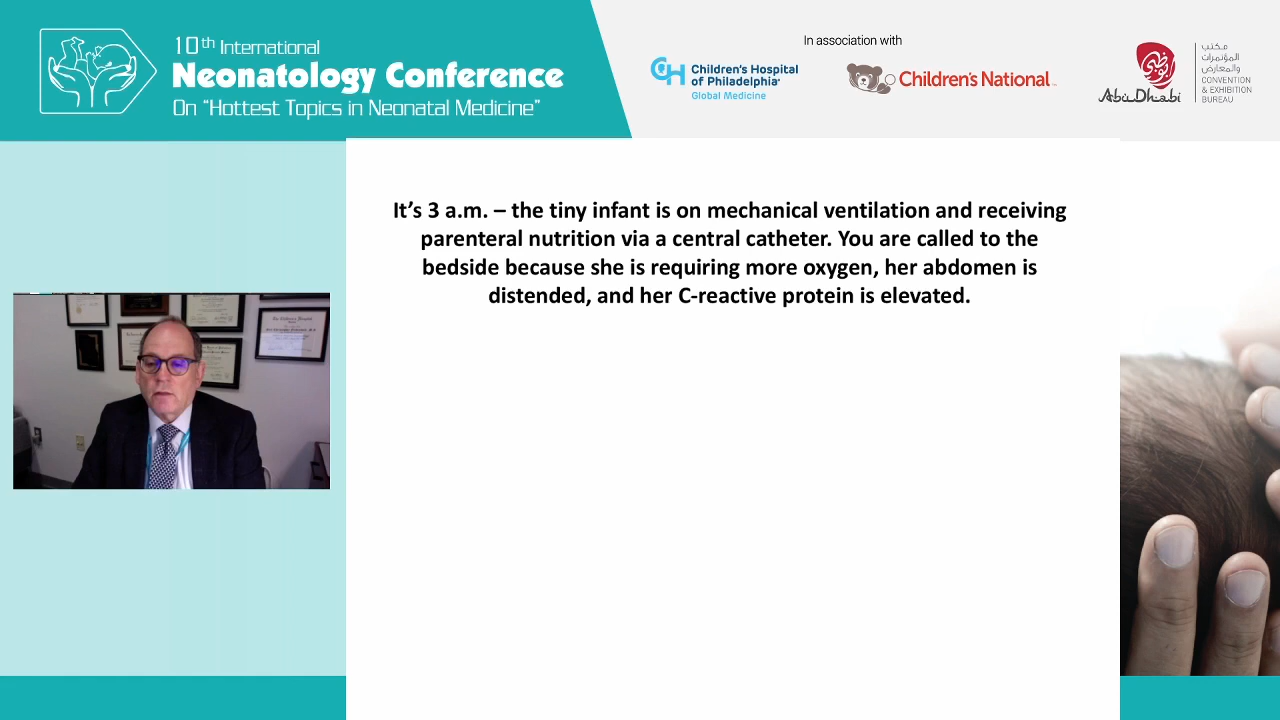 10th International
Neonatology Conference
On "Hottest Topics in Neonatal Medicine"
In association with
Children's Hospital
of Philadelphia
Global Medicine
Children's National
Abu Dhabi
أبوظبي
مكتب
المؤتمرات
والمعارض
CONVENTION
& EXHIBITION
BUREAU
It's 3 a.m. – the tiny infant is on mechanical ventilation and receiving
parenteral nutrition via a central catheter. You are called to the
bedside because she is requiring more oxygen, her abdomen is
distended, and her C-reactive protein is elevated.